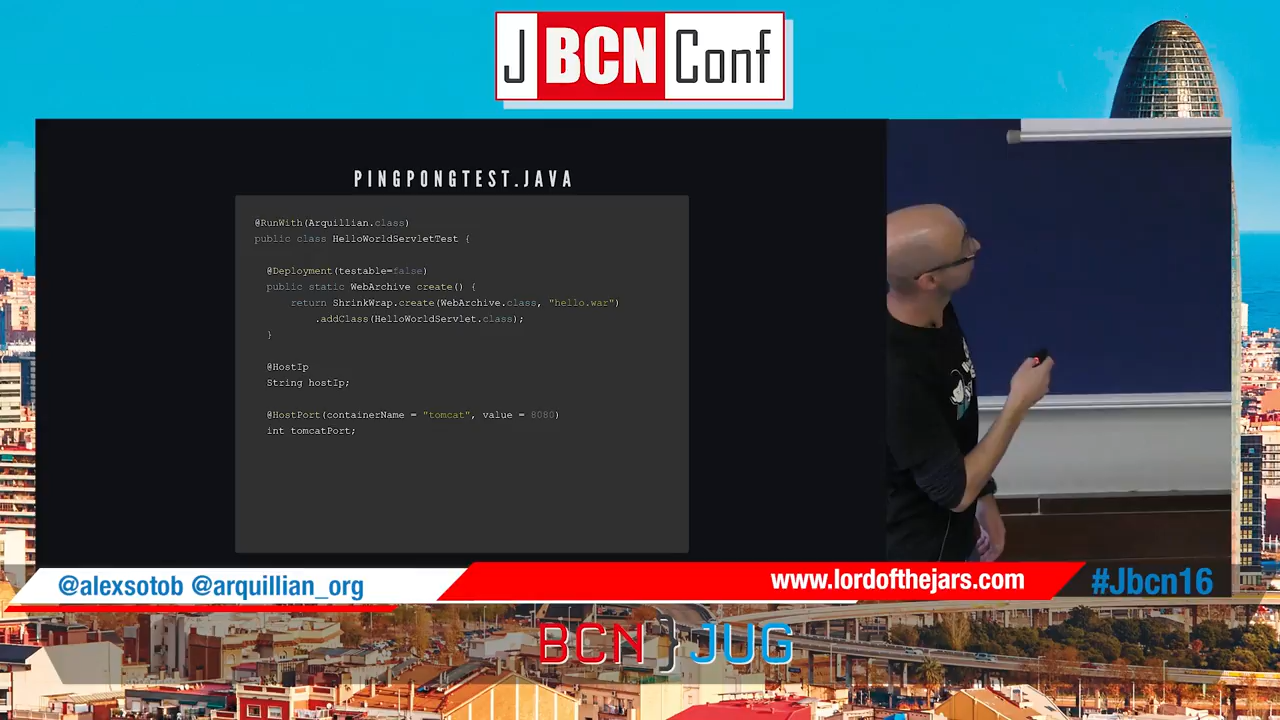 J BCN Conf
PINGPONGTEST.JAVA
@RunWith(Arquillian.class)
public class HelloWorldServletTest {
@Deployment(testable=false)
public static WebArchive create() {
return ShrinkWrap.create(WebArchive.class, "hello.war")
.addClass(HelloWorldServlet.class);
}
@HostIp
String hostIp;
@HostPort(containerName = "tomcat", value = 8080)
int tomcatPort;
@alexsotob @arquillian_org
www.lordofthejars.com
#Jbcn16
BCN}JUG